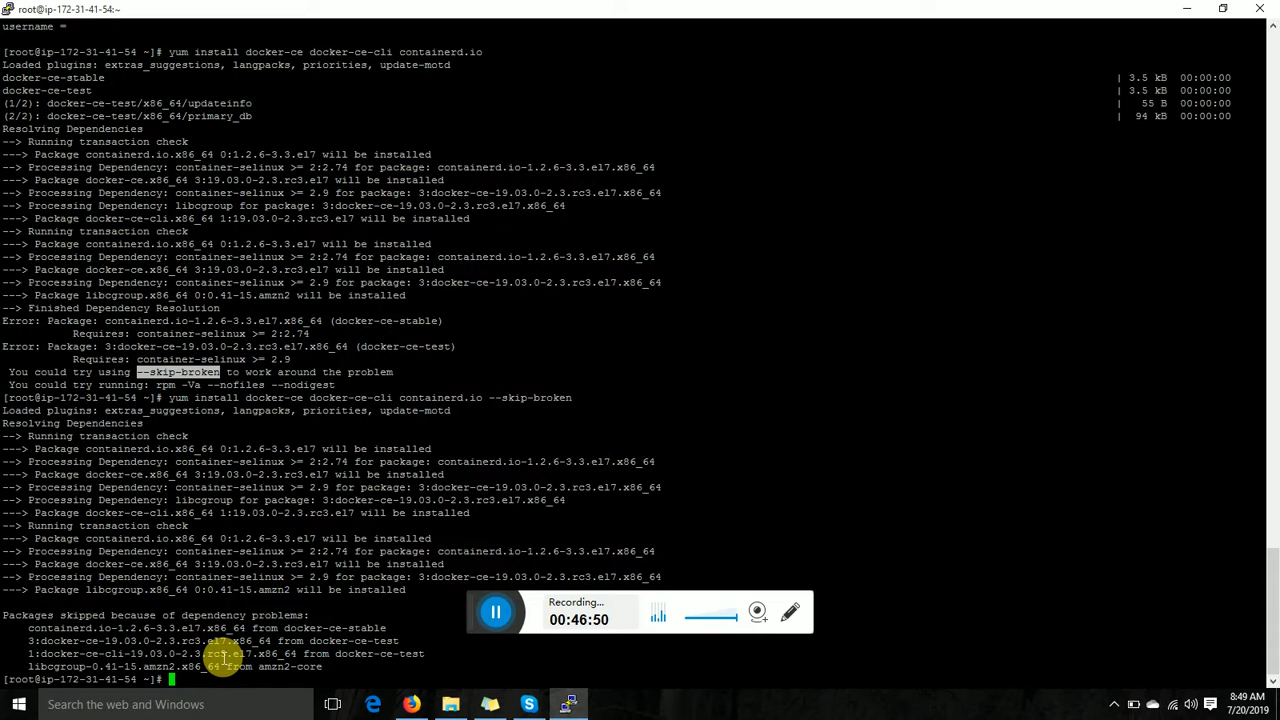 root@ip-172-31-41-54:~
username =
[root@ip-172-31-41-54 ~]# yum install docker-ce docker-ce-cli containerd.io
Loaded plugins: extras_suggestions, langpacks, priorities, update-motd
docker-ce-stable | 3.5 kB 00:00:00
docker-ce-test | 3.5 kB 00:00:00
(1/2): docker-ce-test/x86_64/updateinfo | 55 B 00:00:00
(2/2): docker-ce-test/x86_64/primary_db | 94 kB 00:00:00
Resolving Dependencies
--> Running transaction check
---> Package containerd.io.x86_64 0:1.2.6-3.3.el7 will be installed
--> Processing Dependency: container-selinux >= 2:2.74 for package: containerd.io-1.2.6-3.3.el7.x86_64
---> Package docker-ce.x86_64 3:19.03.0-2.3.rc3.el7 will be installed
--> Processing Dependency: container-selinux >= 2.9 for package: 3:docker-ce-19.03.0-2.3.rc3.el7.x86_64
--> Processing Dependency: libcgroup for package: 3:docker-ce-19.03.0-2.3.rc3.el7.x86_64
---> Package docker-ce-cli.x86_64 1:19.03.0-2.3.rc3.el7 will be installed
--> Running transaction check
---> Package containerd.io.x86_64 0:1.2.6-3.3.el7 will be installed
--> Processing Dependency: container-selinux >= 2:2.74 for package: containerd.io-1.2.6-3.3.el7.x86_64
---> Package docker-ce.x86_64 3:19.03.0-2.3.rc3.el7 will be installed
--> Processing Dependency: container-selinux >= 2.9 for package: 3:docker-ce-19.03.0-2.3.rc3.el7.x86_64
---> Package libcgroup.x86_64 0:0.41-15.amzn2 will be installed
--> Finished Dependency Resolution
Error: Package: containerd.io-1.2.6-3.3.el7.x86_64 (docker-ce-stable)
Requires: container-selinux >= 2:2.74
Error: Package: 3:docker-ce-19.03.0-2.3.rc3.el7.x86_64 (docker-ce-test)
Requires: container-selinux >= 2.9
You could try using --skip-broken to work around the problem
You could try running: rpm -Va --nofiles --nodigest
[root@ip-172-31-41-54 ~]# yum install docker-ce docker-ce-cli containerd.io --skip-broken
Loaded plugins: extras_suggestions, langpacks, priorities, update-motd
Resolving Dependencies
--> Running transaction check
---> Package containerd.io.x86_64 0:1.2.6-3.3.el7 will be installed
--> Processing Dependency: container-selinux >= 2:2.74 for package: containerd.io-1.2.6-3.3.el7.x86_64
---> Package docker-ce.x86_64 3:19.03.0-2.3.rc3.el7 will be installed
--> Processing Dependency: container-selinux >= 2.9 for package: 3:docker-ce-19.03.0-2.3.rc3.el7.x86_64
--> Processing Dependency: libcgroup for package: 3:docker-ce-19.03.0-2.3.rc3.el7.x86_64
---> Package docker-ce-cli.x86_64 1:19.03.0-2.3.rc3.el7 will be installed
--> Running transaction check
---> Package containerd.io.x86_64 0:1.2.6-3.3.el7 will be installed
--> Processing Dependency: container-selinux >= 2:2.74 for package: containerd.io-1.2.6-3.3.el7.x86_64
---> Package docker-ce.x86_64 3:19.03.0-2.3.rc3.el7 will be installed
--> Processing Dependency: container-selinux >= 2.9 for package: 3:docker-ce-19.03.0-2.3.rc3.el7.x86_64
---> Package libcgroup.x86_64 0:0.41-15.amzn2 will be installed
Recording...
00:46:50
Packages skipped because of dependency problems:
containerd.io-1.2.6-3.3.el7.x86_64 from docker-ce-stable
3:docker-ce-19.03.0-2.3.rc3.el7.x86_64 from docker-ce-test
1:docker-ce-cli-19.03.0-2.3.rc3.el7.x86_64 from docker-ce-test
libcgroup-0.41-15.amzn2.x86_64 from amzn2-core
[root@ip-172-31-41-54 ~]#
Search the web and Windows
8:49 AM
7/20/2019